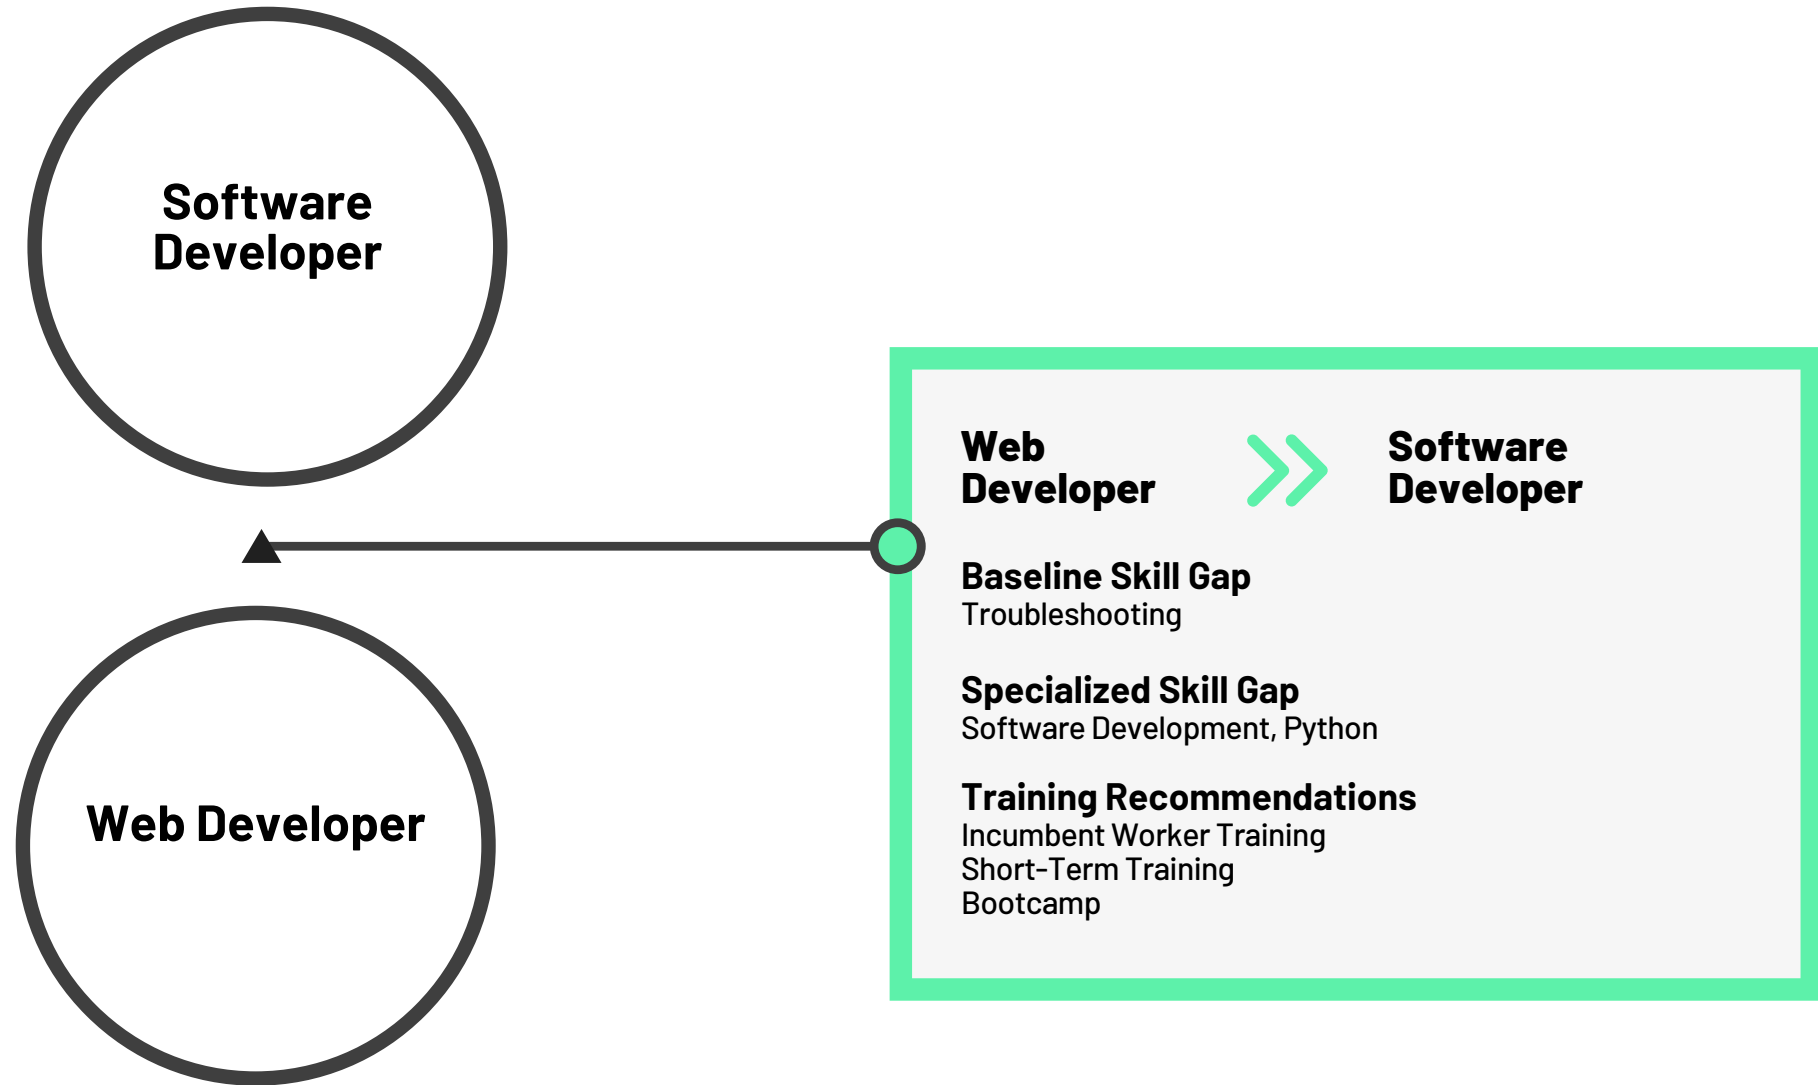 Software
Developer
Web Developer
Web
Developer
Software
Developer
Baseline Skill Gap
Troubleshooting
Specialized Skill Gap
Software Development, Python
Training Recommendations
Incumbent Worker Training
Short-Term Training
Bootcamp